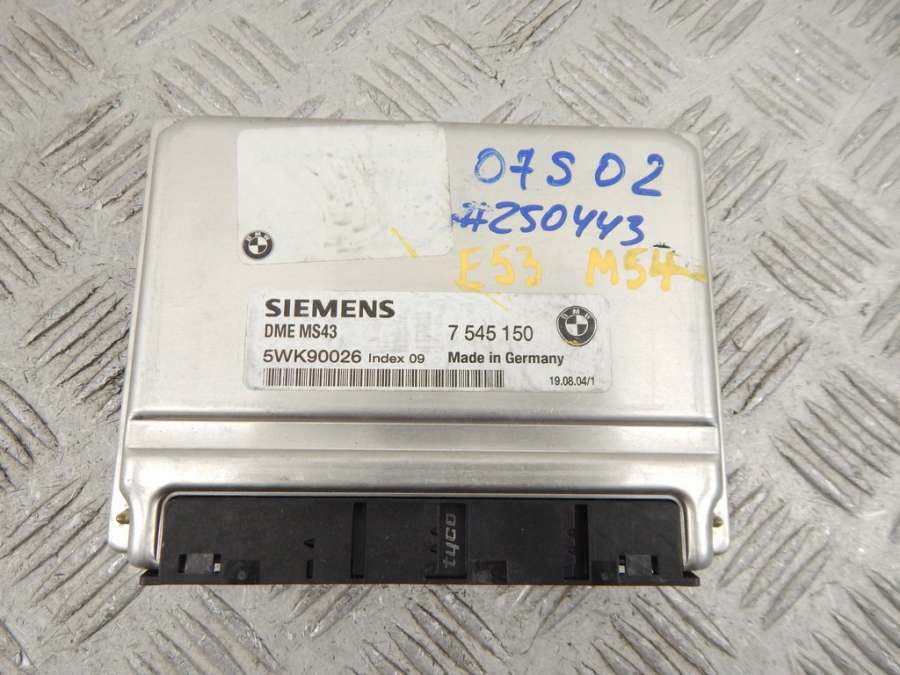 07S02
#250443
E53 M54
SIEMENS
DME MS43 7 545 150
5WK90026 Index 09 Made in Germany
19.08.04/1
tyco